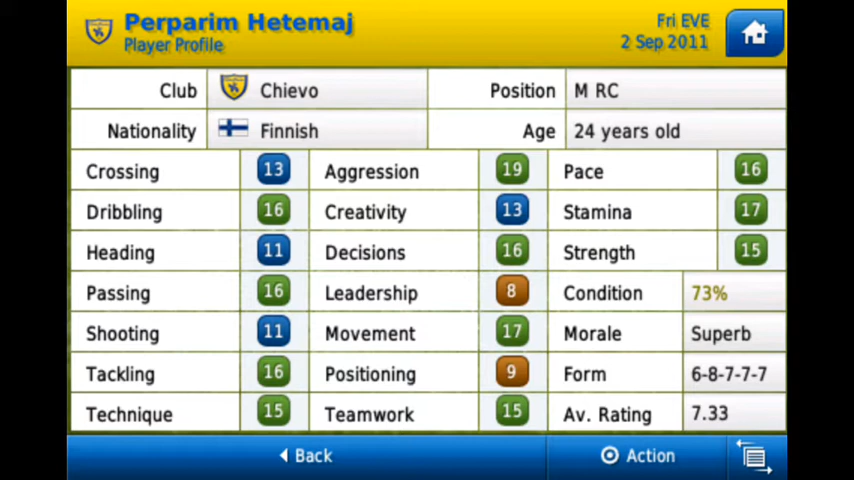 Perparim Hetemaj
Player Profile
Fri EVE
2 Sep 2011
Club Chievo Position M RC
Nationality Finnish Age 24 years old
Crossing 13 Aggression 19 Pace 16
Dribbling 16 Creativity 13 Stamina 17
Heading 11 Decisions 16 Strength 15
Passing 16 Leadership 8 Condition 73%
Shooting 11 Movement 17 Morale Superb
Tackling 16 Positioning 9 Form 6-8-7-7-7
Technique 15 Teamwork 15 Av. Rating 7.33
Back Action